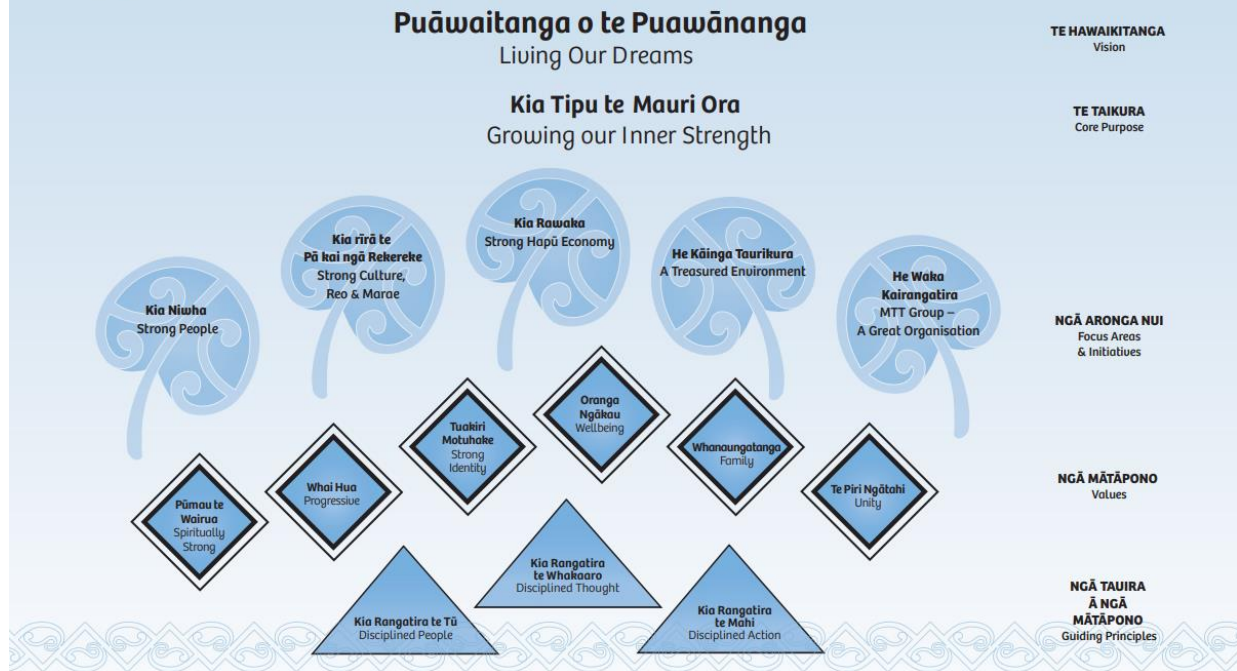 Puāwaitanga o te Puawānanga
Living Our Dreams
TE HAWAIKITANGA
Vision
Kia Tipu te Mauri Ora
Growing our Inner Strength
TE TAIKURA
Core Purpose
Kia Niwha
Strong People
Kia rīrā te
Pā kai ngā Rekereke
Strong Culture,
Reo & Marae
Kia Rawaka
Strong Hapū Economy
He Kāinga Taurikura
A Treasured Environment
He Waka
Kairangatira
MTT Group –
A Great Organisation
NGĀ ARONGA NUI
Focus Areas
& Initiatives
Pūmau te
Wairua
Spiritually
Strong
Whai Hua
Progressive
Tuakiri
Motuhake
Strong
Identity
Oranga
Ngākau
Wellbeing
Whanaungatanga
Family
Te Piri Ngātahi
Unity
NGĀ MĀTĀPONO
Values
Kia Rangatira te Tū
Disciplined People
Kia Rangatira
te Whakaaro
Disciplined Thought
Kia Rangatira
te Mahi
Disciplined Action
NGĀ TAUIRA
Ā NGĀ
MĀTĀPONO
Guiding Principles